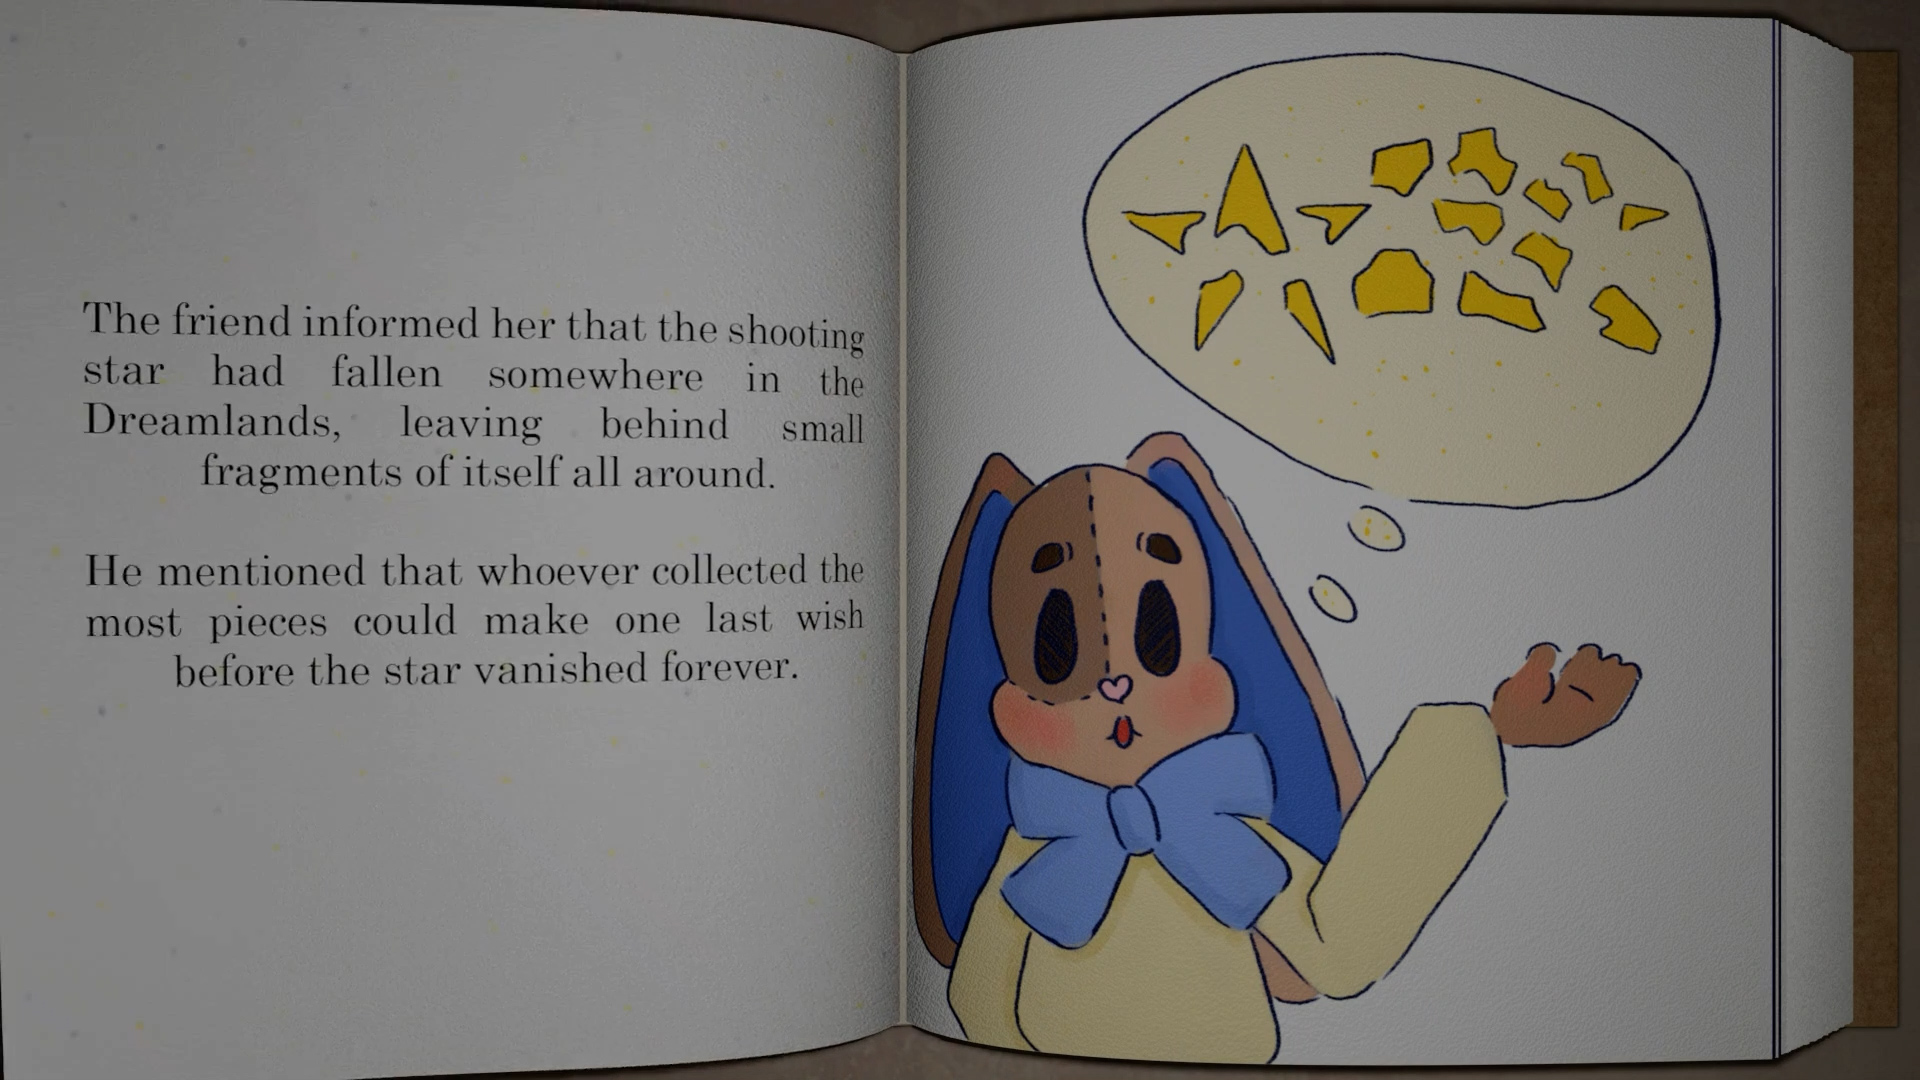 The friend informed her that the shooting
star had fallen somewhere in the
Dreamlands, leaving behind small
fragments of itself all around.
He mentioned that whoever collected the
most pieces could make one last wish
before the star vanished forever.